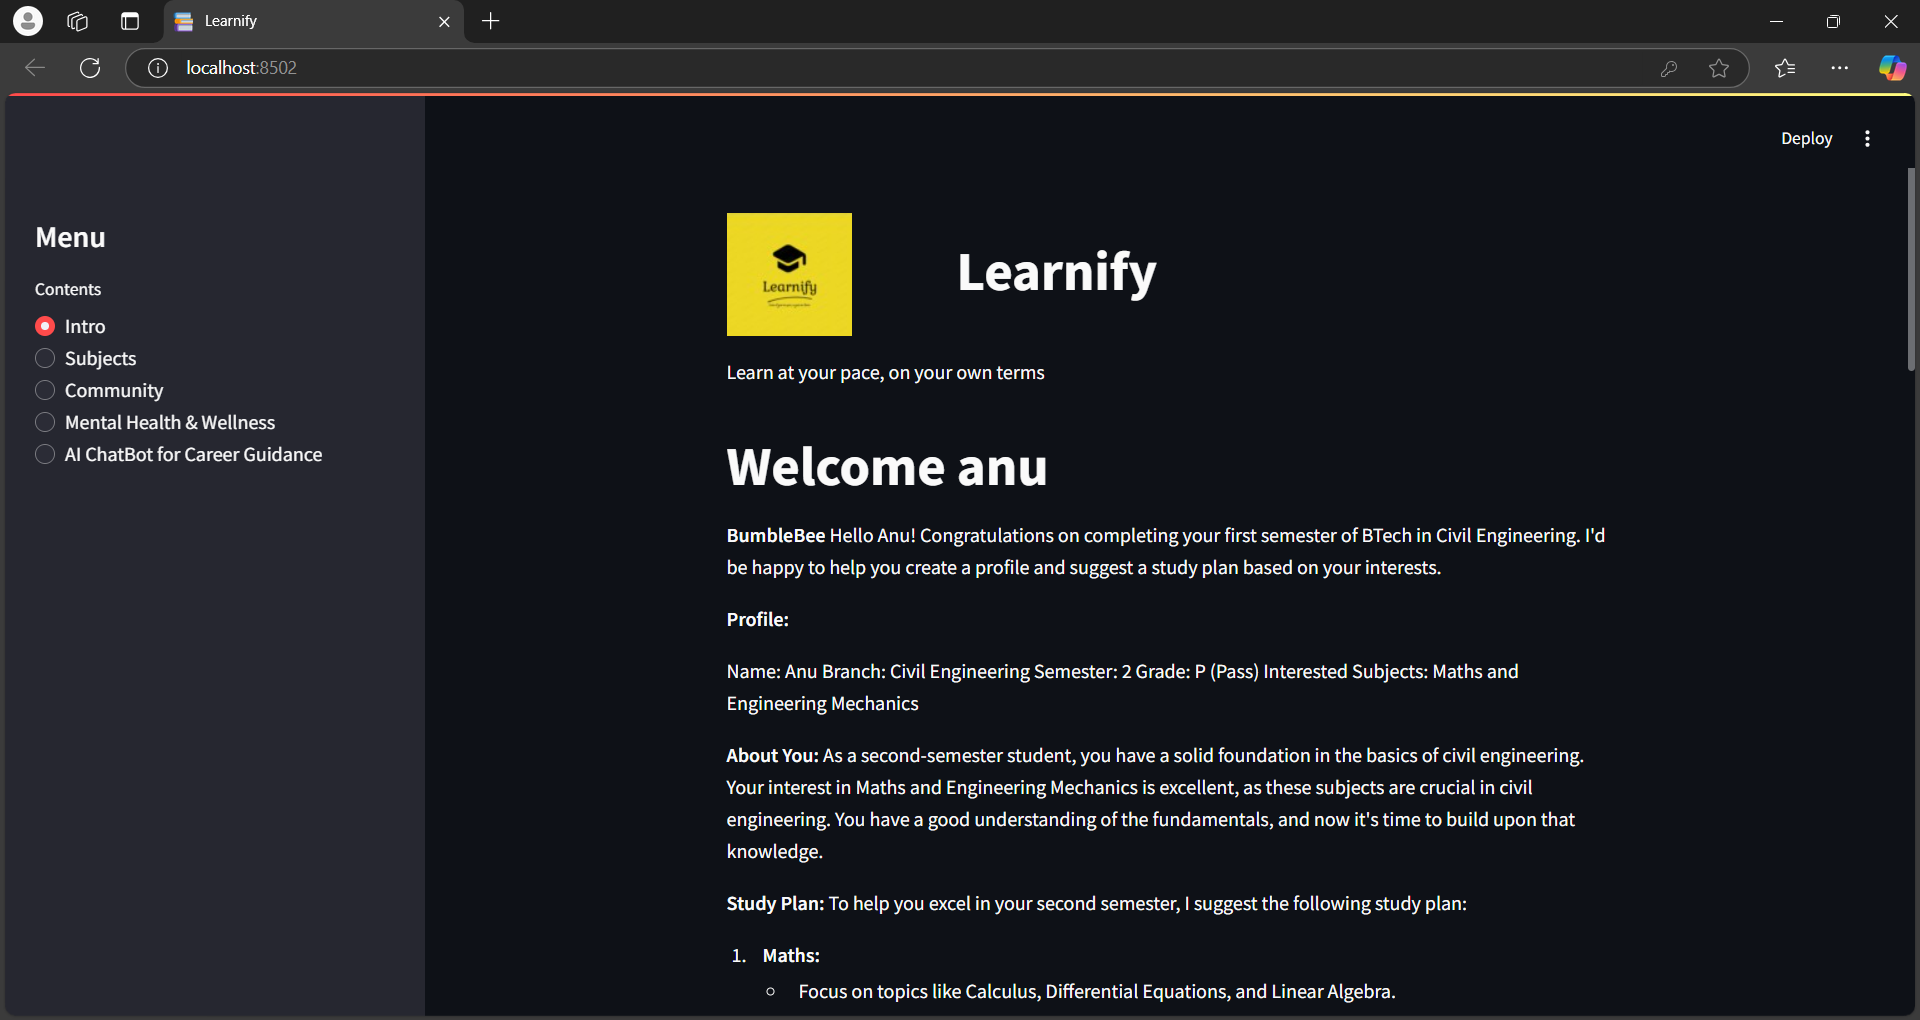 Learnify
localhost:8502
Deploy
Menu
Contents
Intro
Subjects
Community
Mental Health & Wellness
AI ChatBot for Career Guidance
Learnify
Learnify
Learn at your pace, on your own terms
Welcome anu
BumbleBee Hello Anu! Congratulations on completing your first semester of BTech in Civil Engineering. I'd
be happy to help you create a profile and suggest a study plan based on your interests.
Profile:
Name: Anu Branch: Civil Engineering Semester: 2 Grade: P (Pass) Interested Subjects: Maths and
Engineering Mechanics
About You: As a second-semester student, you have a solid foundation in the basics of civil engineering.
Your interest in Maths and Engineering Mechanics is excellent, as these subjects are crucial in civil
engineering. You have a good understanding of the fundamentals, and now it's time to build upon that
knowledge.
Study Plan: To help you excel in your second semester, I suggest the following study plan:
1. Maths:
Focus on topics like Calculus, Differential Equations, and Linear Algebra.